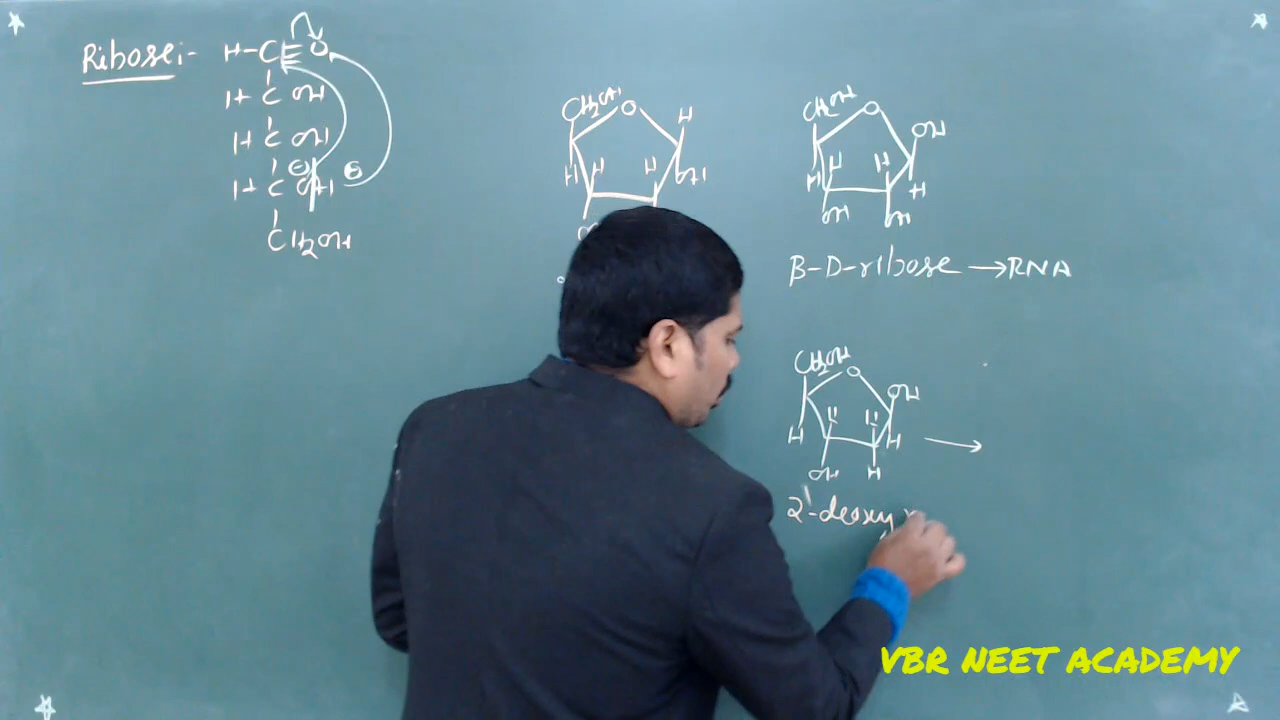 Ribose:-
H-C=O
H C OH
H C OH
H C OH
CH2OH
CH2OH O H
H H H OH
CH2OH O OH
H H H H
OH OH
β-D-ribose → RNA
CH2OH O OH
H H H H
OH H
2'-deoxy
VBR NEET ACADEMY